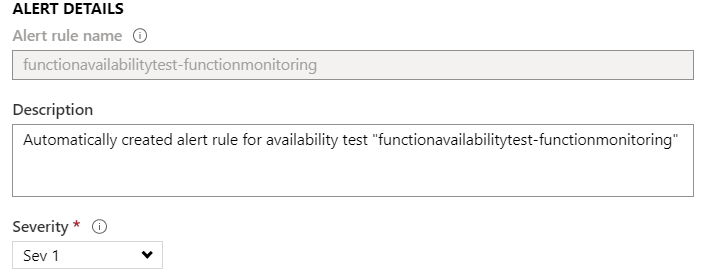 ALERT DETAILS
Alert rule name
functionavailabilitytest-functionmonitoring
Description
Automatically created alert rule for availability test "functionavailabilitytest-functionmonitoring"
Severity *
Sev 1